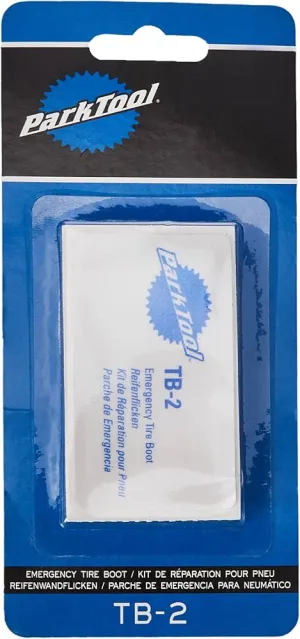 ParkTool
ParkTool
TB-2
Emergency Tire Boot
Reifenflicken
Kit de Réparation pour Pneu
Parche de Emergencia
EMERGENCY TIRE BOOT / KIT DE RÉPARATION POUR PNEU
REIFENWANDFLICKEN / PARCHE DE EMERGENCIA PARA NEUMÁTICO
TB-2